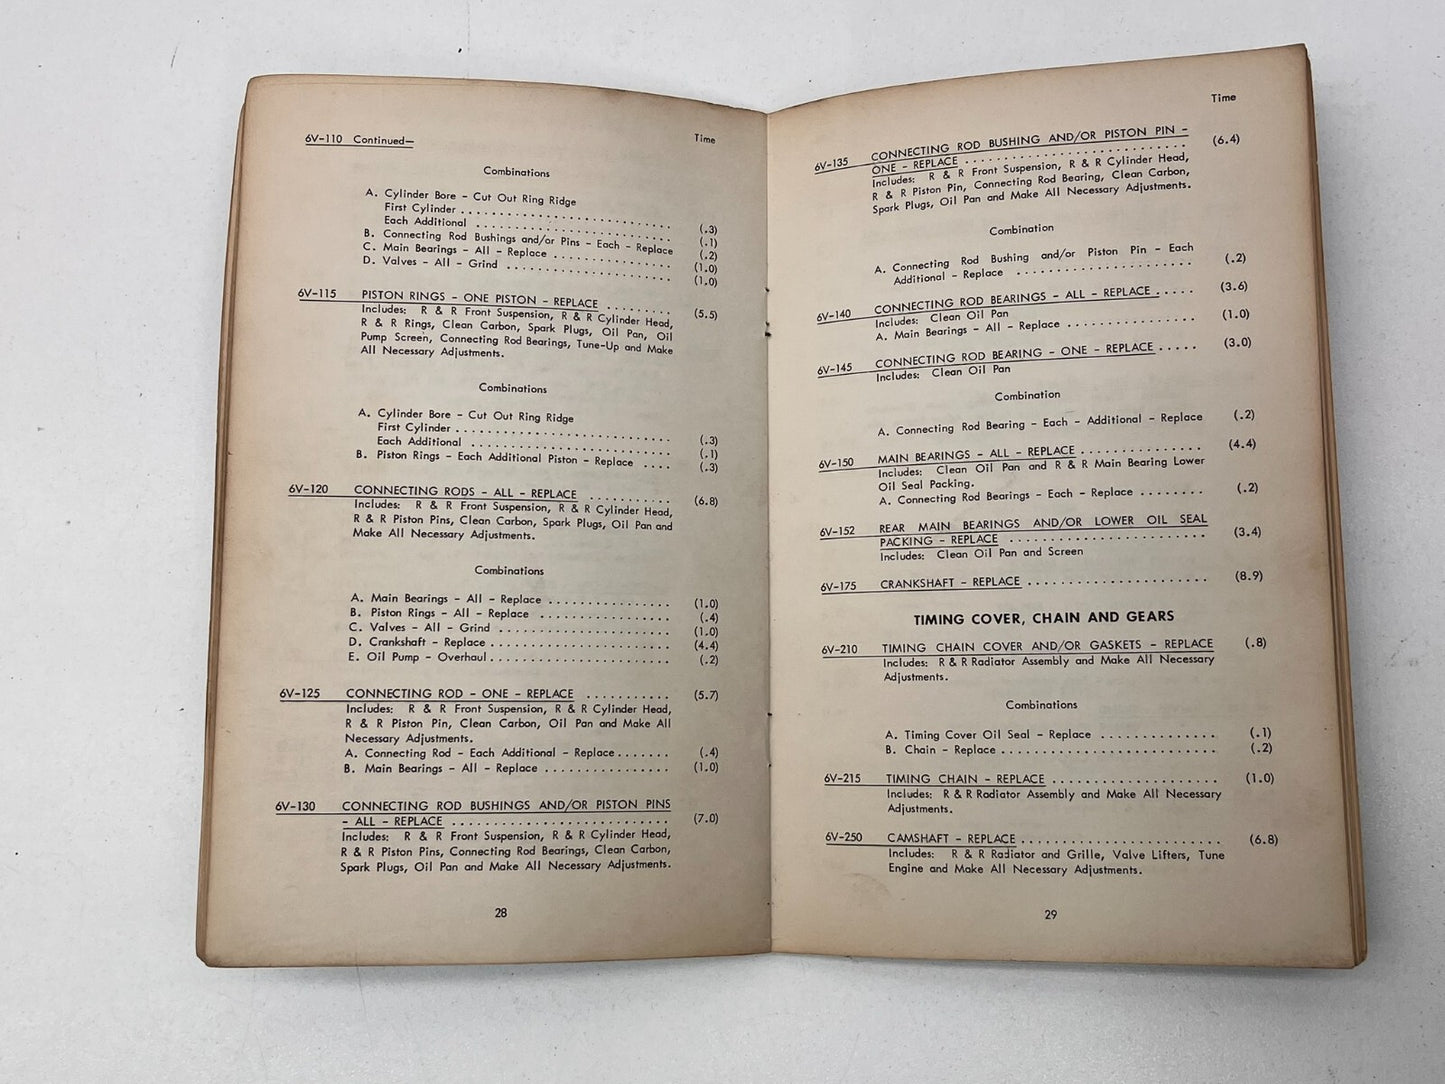 6V-110 Continued— Time
Combinations
A. Cylinder Bore - Cut Out Ring Ridge
First Cylinder . . . . . . . . . . . . . . . . . . . . . . . . . . (.3)
Each Additional . . . . . . . . . . . . . . . . . . . . . . . . (.1)
B. Connecting Rod Bushings and/or Pins - Each - Replace (.2)
C. Main Bearings - All - Replace . . . . . . . . . . . . . . . (1.0)
D. Valves - All - Grind . . . . . . . . . . . . . . . . . . . . . (1.0)
6V-115 PISTON RINGS - ONE PISTON - REPLACE . . . . . . . . (5.5)
Includes: R & R Front Suspension, R & R Cylinder Head,
R & R Rings, Clean Carbon, Spark Plugs, Oil Pan, Oil
Pump Screen, Connecting Rod Bearings, Tune-Up and Make
All Necessary Adjustments.
Combinations
A. Cylinder Bore - Cut Out Ring Ridge
First Cylinder . . . . . . . . . . . . . . . . . . . . . . . . . . . (.3)
Each Additional . . . . . . . . . . . . . . . . . . . . . . . . . (.1)
B. Piston Rings - Each Additional Piston - Replace . . . . (.3)
6V-120 CONNECTING RODS - ALL - REPLACE . . . . . . . . . . (6.8)
Includes: R & R Front Suspension, R & R Cylinder Head,
R & R Piston Pins, Clean Carbon, Spark Plugs, Oil Pan and
Make All Necessary Adjustments.
Combinations
A. Main Bearings - All - Replace . . . . . . . . . . . . . . . (1.0)
B. Piston Rings - All - Replace . . . . . . . . . . . . . . . . (.4)
C. Valves - All - Grind . . . . . . . . . . . . . . . . . . . . . (1.0)
D. Crankshaft - Replace . . . . . . . . . . . . . . . . . . . . . (4.4)
E. Oil Pump - Overhaul . . . . . . . . . . . . . . . . . . . . . (.2)
6V-125 CONNECTING ROD - ONE - REPLACE . . . . . . . . . . (5.7)
Includes: R & R Front Suspension, R & R Cylinder Head,
R & R Piston Pin, Clean Carbon, Oil Pan and Make All
Necessary Adjustments.
A. Connecting Rod - Each Additional - Replace . . . . . . . (.4)
B. Main Bearings - All - Replace . . . . . . . . . . . . . . . (1.0)
6V-130 CONNECTING ROD BUSHINGS AND/OR PISTON PINS
- ALL - REPLACE . . . . . . . . . . . . . . . . . . . . . . . . . . (7.0)
Includes: R & R Front Suspension, R & R Cylinder Head,
R & R Piston Pins, Connecting Rod Bearings, Clean Carbon,
Spark Plugs, Oil Pan and Make All Necessary Adjustments.
28
Time
6V-135 CONNECTING ROD BUSHING AND/OR PISTON PIN -
ONE - REPLACE . . . . . . . . . . . . . . . . . . . . . . . . . . (6.4)
Includes: R & R Front Suspension, R & R Cylinder Head,
R & R Piston Pin, Connecting Rod Bearing, Clean Carbon,
Spark Plugs, Oil Pan and Make All Necessary Adjustments.
Combination
A. Connecting Rod Bushing and/or Piston Pin - Each
Additional - Replace . . . . . . . . . . . . . . . . . . . . . (.2)
6V-140 CONNECTING ROD BEARINGS - ALL - REPLACE . . . . . (3.6)
Includes: Clean Oil Pan
A. Main Bearings - All - Replace . . . . . . . . . . . . . . . (1.0)
6V-145 CONNECTING ROD BEARING - ONE - REPLACE . . . . . (3.0)
Includes: Clean Oil Pan
Combination
A. Connecting Rod Bearing - Each - Additional - Replace (.2)
6V-150 MAIN BEARINGS - ALL - REPLACE . . . . . . . . . . . . . . (4.4)
Includes: Clean Oil Pan and R & R Main Bearing Lower
Oil Seal Packing.
A. Connecting Rod Bearings - Each - Replace . . . . . . . . (.2)
6V-152 REAR MAIN BEARINGS AND/OR LOWER OIL SEAL
PACKING - REPLACE . . . . . . . . . . . . . . . . . . . . . . . (3.4)
Includes: Clean Oil Pan and Screen
6V-175 CRANKSHAFT - REPLACE . . . . . . . . . . . . . . . . . . . . . (8.9)
TIMING COVER, CHAIN AND GEARS
6V-210 TIMING CHAIN COVER AND/OR GASKETS - REPLACE (.8)
Includes: R & R Radiator Assembly and Make All Necessary
Adjustments.
Combinations
A. Timing Cover Oil Seal - Replace . . . . . . . . . . . . . . (.1)
B. Chain - Replace . . . . . . . . . . . . . . . . . . . . . . . . . . (.2)
6V-215 TIMING CHAIN - REPLACE . . . . . . . . . . . . . . . . . . . . (1.0)
Includes: R & R Radiator Assembly and Make All Necessary
Adjustments.
6V-250 CAMSHAFT - REPLACE . . . . . . . . . . . . . . . . . . . . . . . . (6.8)
Includes: R & R Radiator and Grille, Valve Lifters, Tune
Engine and Make All Necessary Adjustments.
29